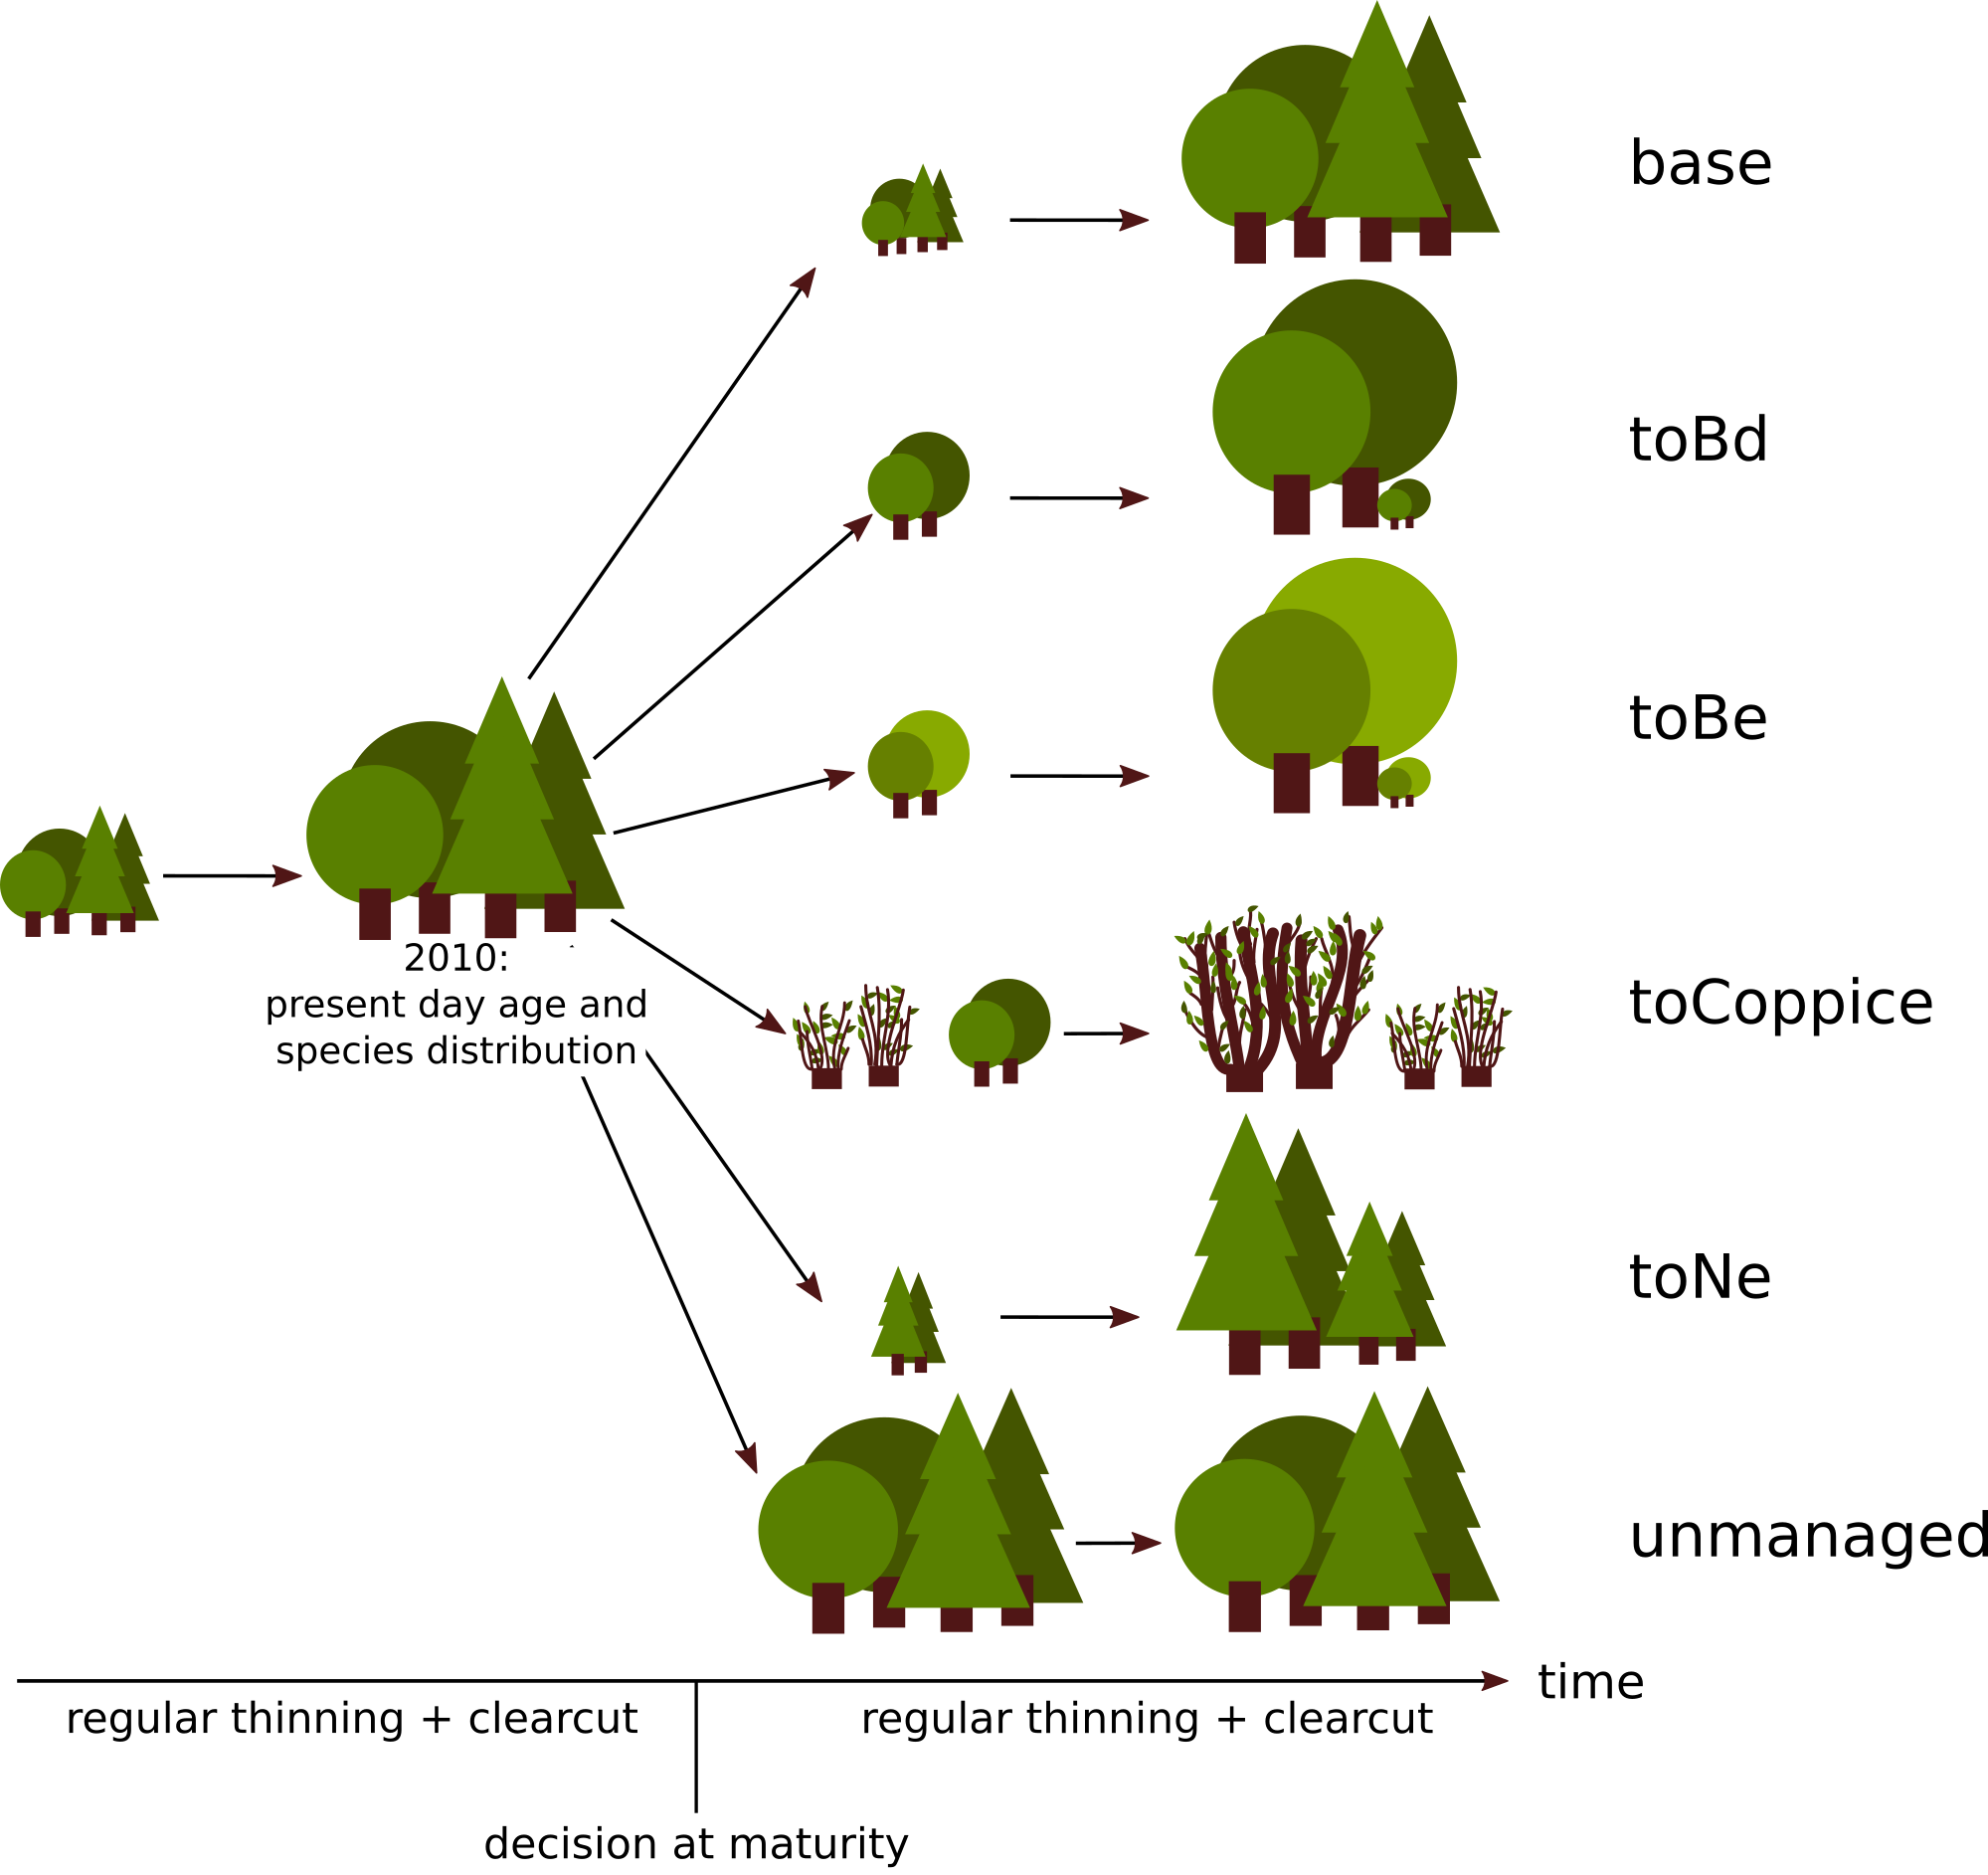 base
toBd
toBe
2010:
present day age and
species distribution
toCoppice
toNe
unmanaged
time
regular thinning + clearcut
regular thinning + clearcut
decision at maturity